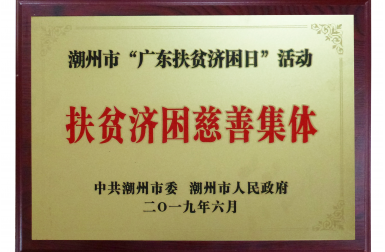 潮州市“广东扶贫济困日”活动
扶贫济困慈善集体
中共潮州市委 潮州市人民政府
二〇一九年六月